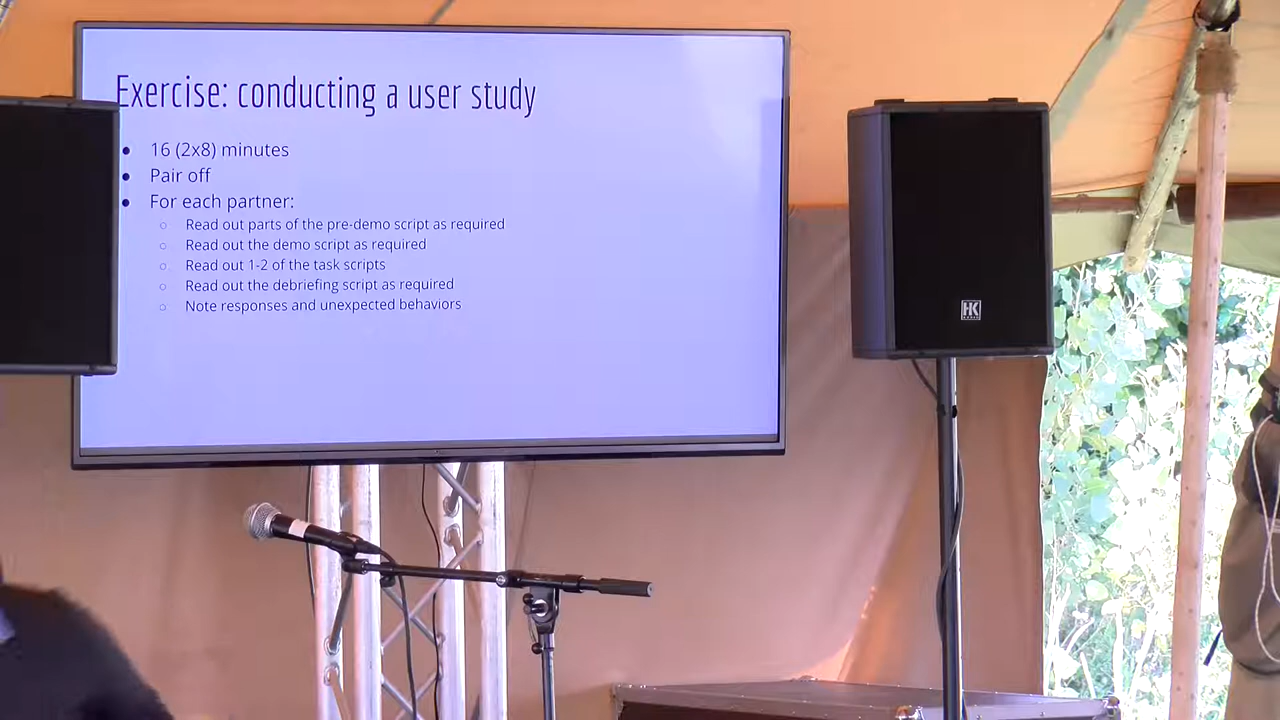 Exercise: conducting a user study
● 16 (2x8) minutes
● Pair off
● For each partner:
○ Read out parts of the pre-demo script as required
○ Read out the demo script as required
○ Read out 1-2 of the task scripts
○ Read out the debriefing script as required
○ Note responses and unexpected behaviors
HK